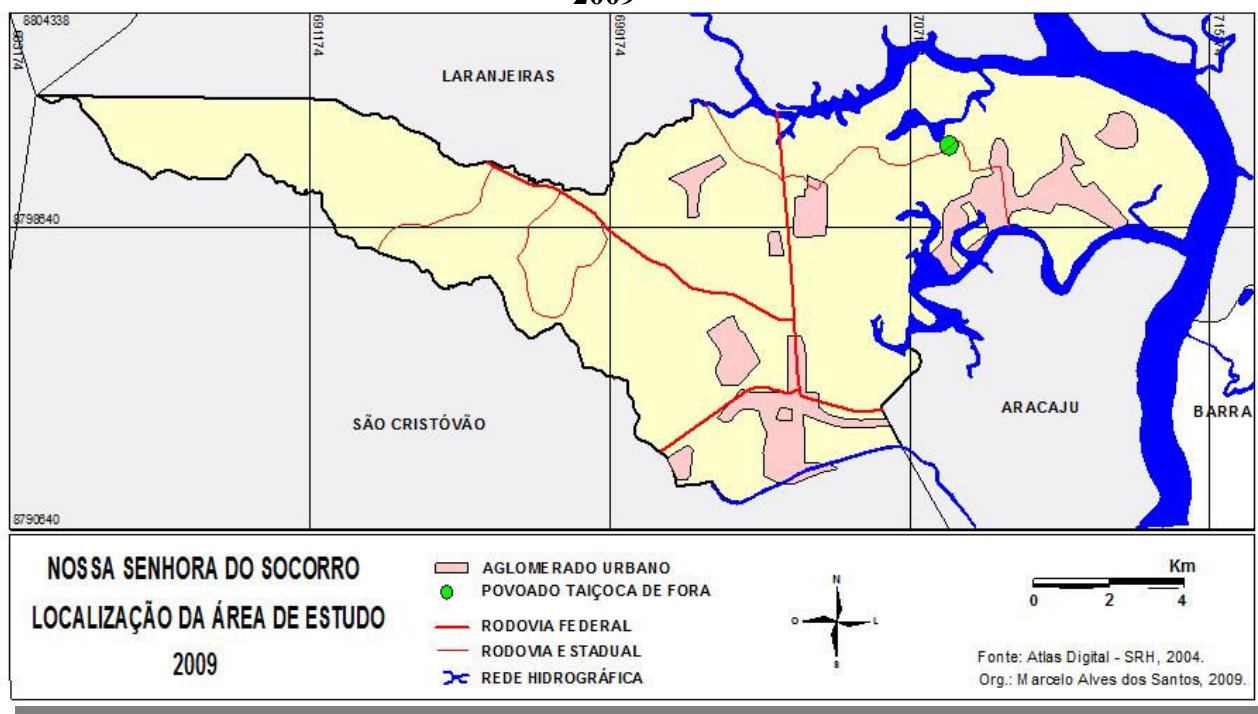 2009
8804338
691174
699174
LARANJEIRAS
8798640
SÃO CRISTÓVÃO
ARACAJU
BARRA
8790640
NOSSA SENHORA DO SOCORRO
LOCALIZAÇÃO DA ÁREA DE ESTUDO
2009
AGLOMERADO URBANO
POVOADO TAIÇOCA DE FORA
RODOVIA FEDERAL
RODOVIA ESTADUAL
REDE HIDROGRÁFICA
N
O
L
S
Km
0 2 4
Fonte: Atlas Digital - SRH, 2004.
Org.: Marcelo Alves dos Santos, 2009.